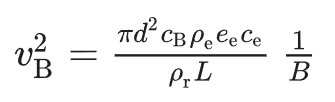 v_B^2 = \frac{\pi d^2 c_B \rho_e e_e c_e}{\rho_r L} \frac{1}{B}